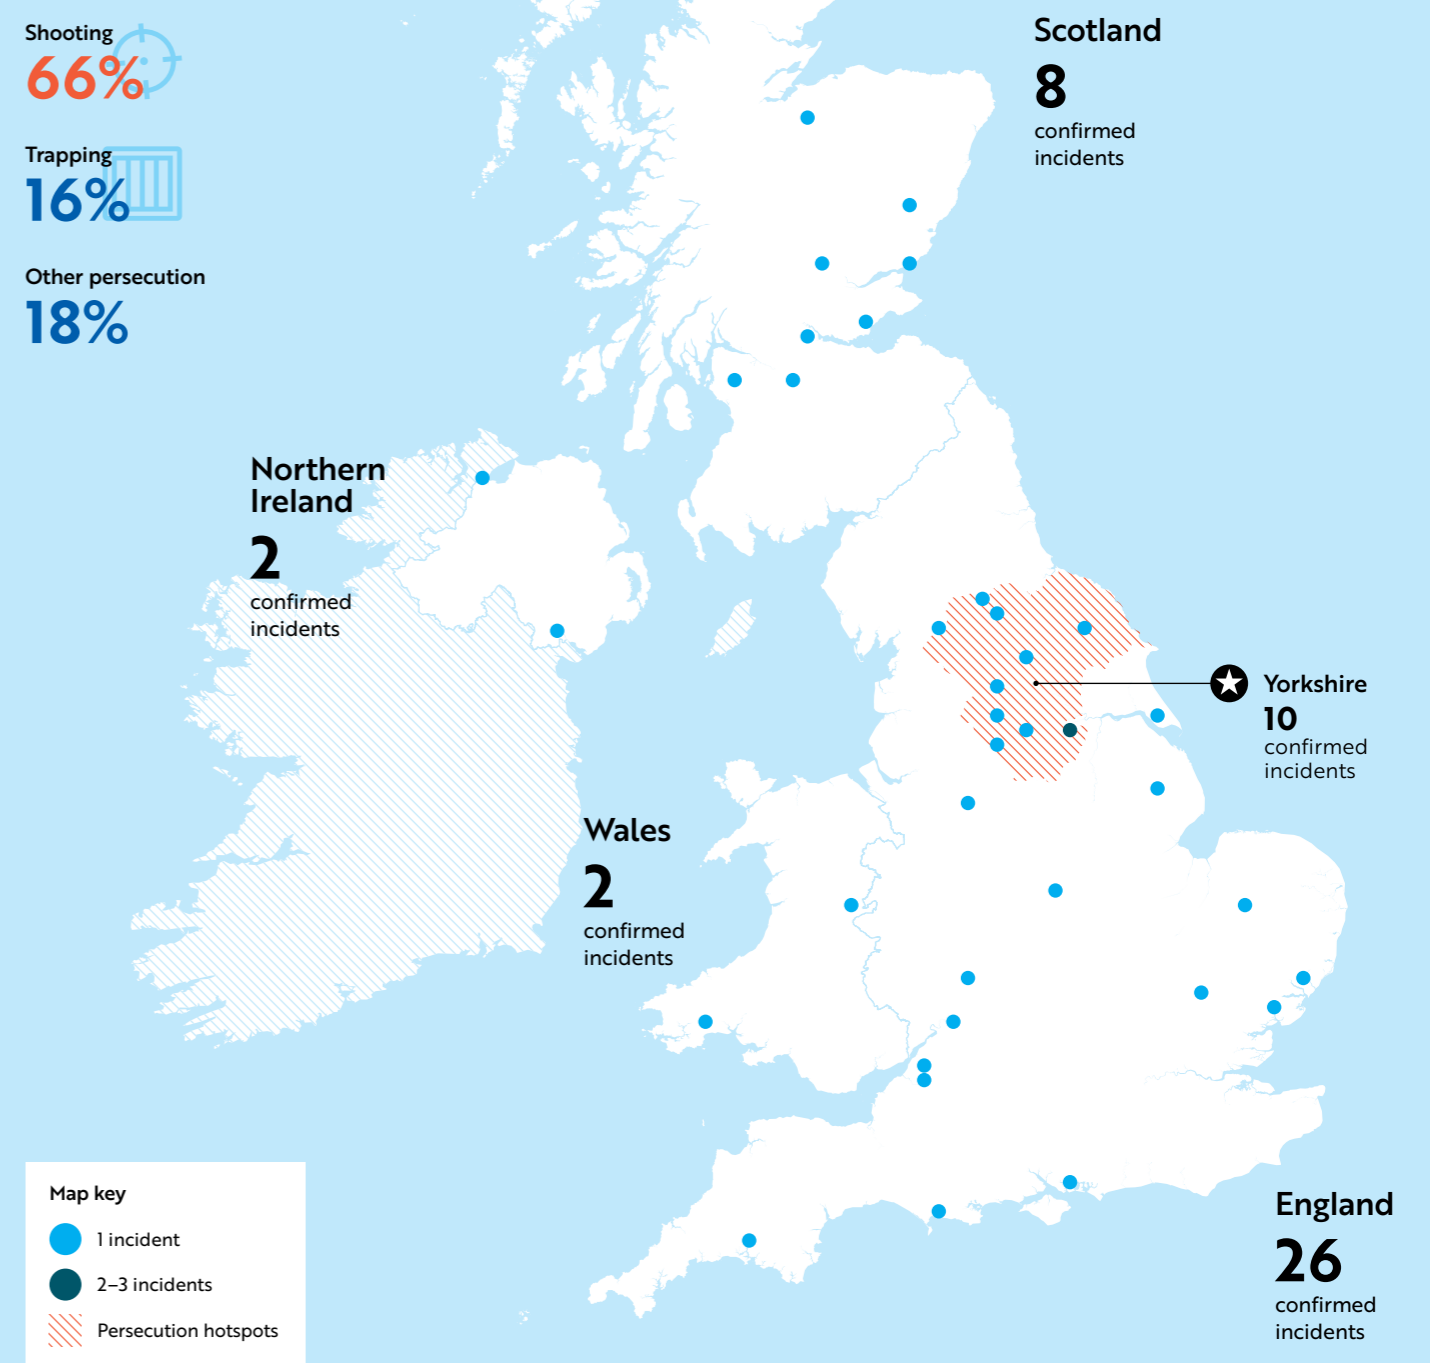 Shooting
66%
Trapping
16%
Other persecution
18%
Scotland
8
confirmed
incidents
Northern
Ireland
2
confirmed
incidents
Yorkshire
10
confirmed
incidents
Wales
2
confirmed
incidents
England
26
confirmed
incidents
Map key
1 incident
2–3 incidents
Persecution hotspots